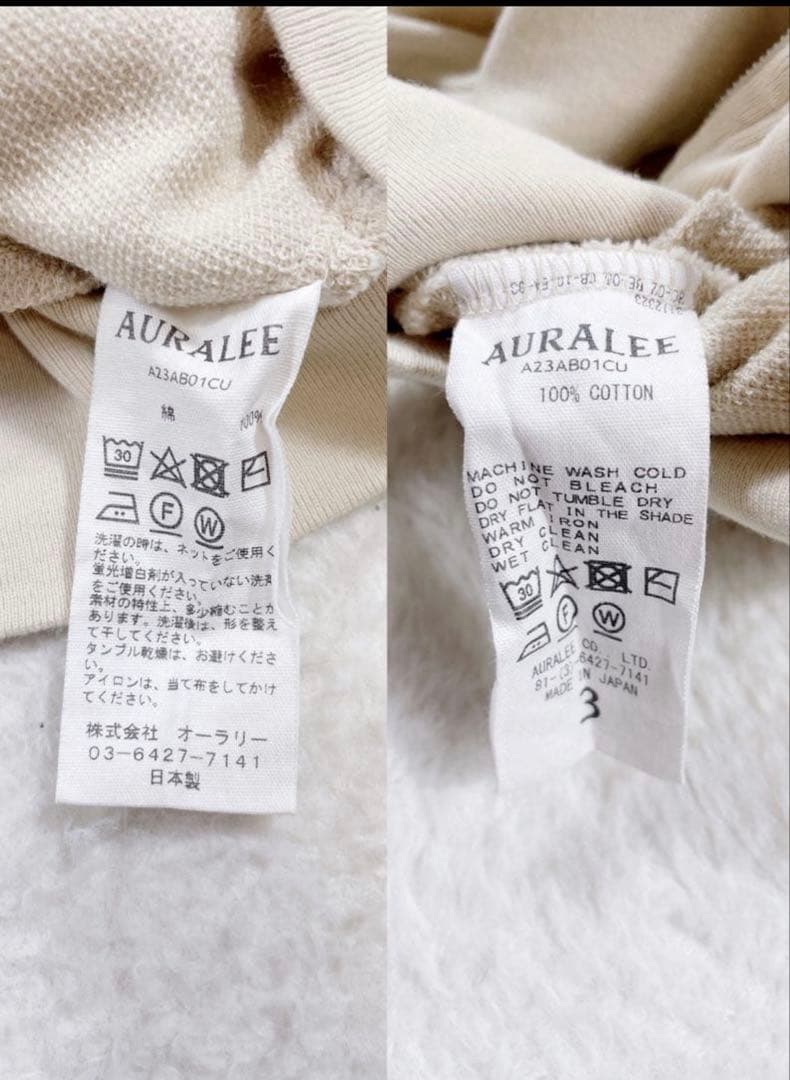 AURALEE
A23AB01CU
綿 100%
30
F W
洗濯の時は、ネットをご使用く
ださい。
蛍光増白剤が入っていない洗剤
をご使用ください。
素材の特性上、多少縮むことが
あります。洗濯後は、形を整え
て干してください。
タンブル乾燥は、お避けくださ
い。
アイロンは、当て布をしてかけ
てください。
株式会社 オーラリー
03-6427-7141
日本製
AURALEE
A23AB01CU
100% COTTON
MACHINE WASH COLD
DO NOT BLEACH
DO NOT TUMBLE DRY
DRY FLAT IN THE SHADE
WARM IRON
DRY CLEAN
WET CLEAN
30
F W
AURALEE CO., LTD.
81-(3)6427-7141
MADE IN JAPAN
3